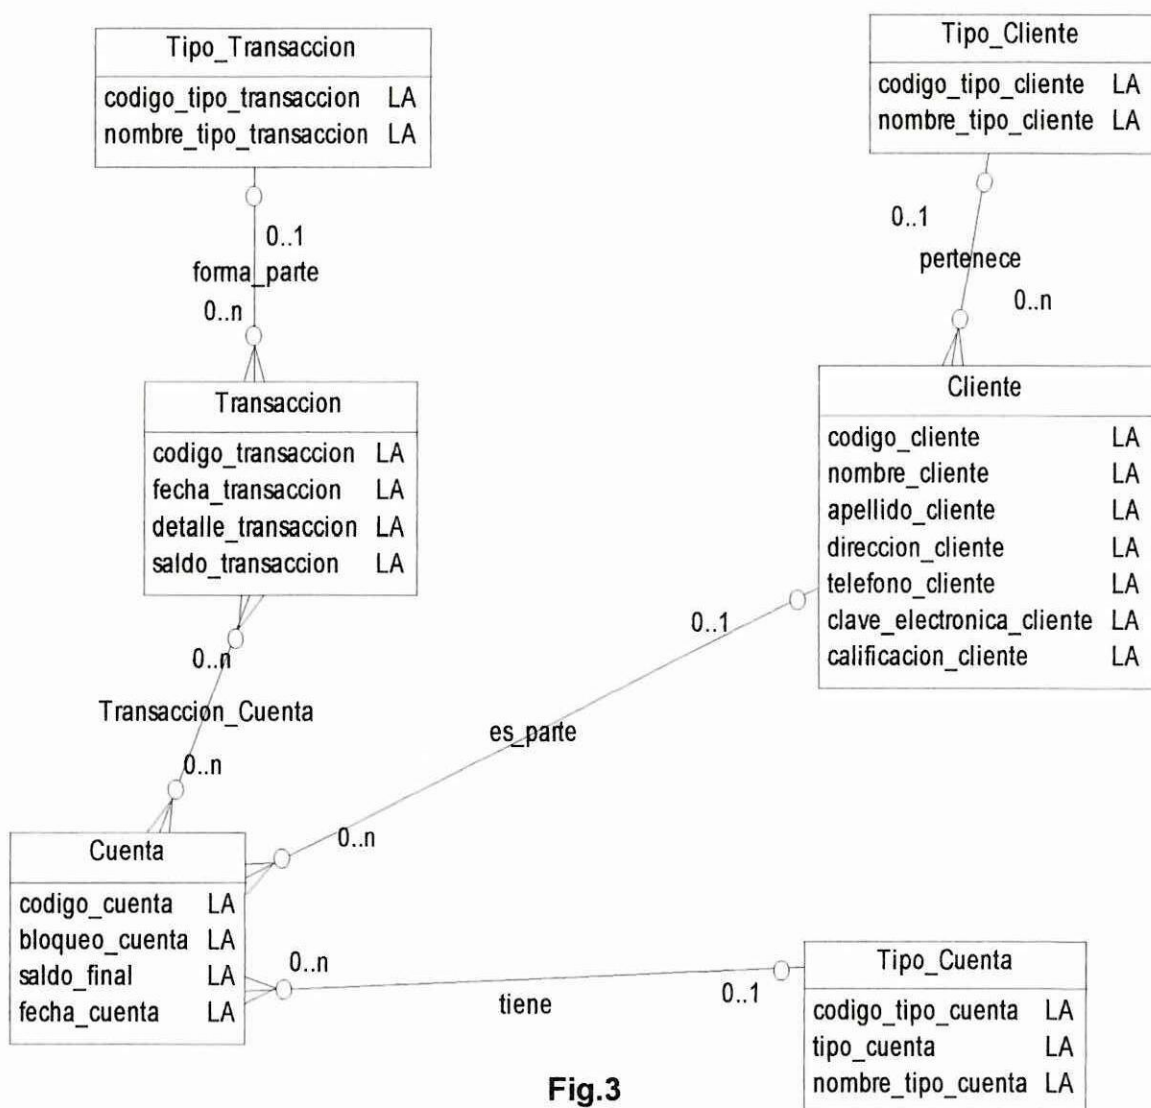 Tipo_Transaccion
codigo_tipo_transaccion LA
nombre_tipo_transaccion LA
0..1
forma_parte
0..n
Transaccion
codigo_transaccion LA
fecha_transaccion LA
detalle_transaccion LA
saldo_transaccion LA
0..n
Transaccion_Cuenta
0..n
Cuenta
codigo_cuenta LA
bloqueo_cuenta LA
saldo_final LA
fecha_cuenta LA
Tipo_Cliente
codigo_tipo_cliente LA
nombre_tipo_cliente LA
0..1
pertenece
0..n
Cliente
codigo_cliente LA
nombre_cliente LA
apellido_cliente LA
direccion_cliente LA
telefono_cliente LA
clave_electronica_cliente LA
calificacion_cliente LA
0..1
es_parte
0..n
0..n
tiene
0..1
Tipo_Cuenta
codigo_tipo_cuenta LA
tipo_cuenta LA
nombre_tipo_cuenta LA
Fig.3